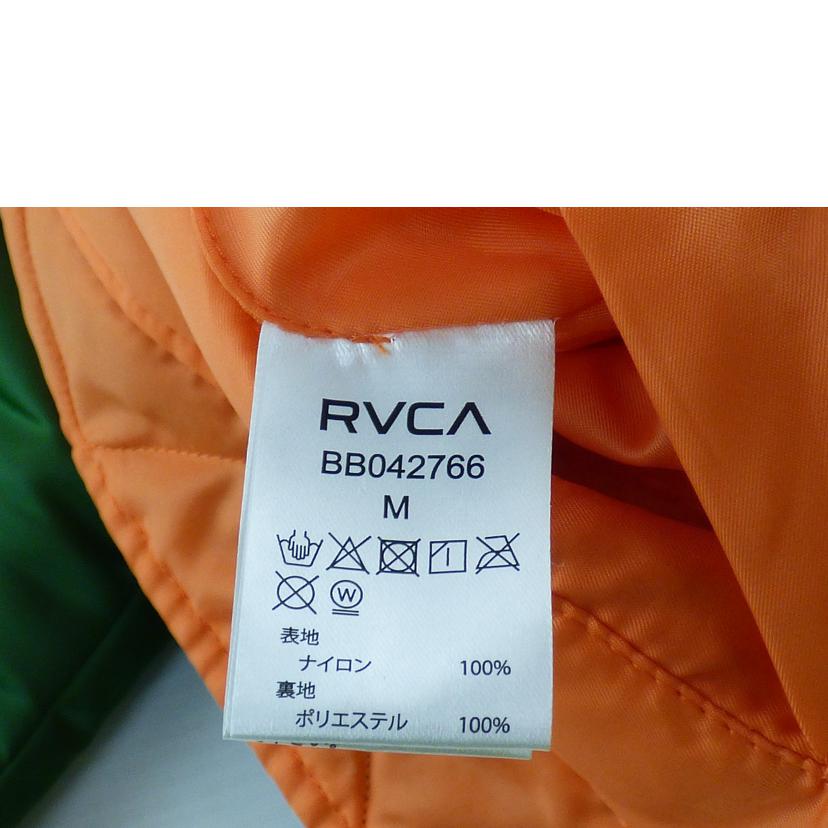 RVCA
BB042766
M
W
表地
ナイロン 100%
裏地
ポリエステル 100%